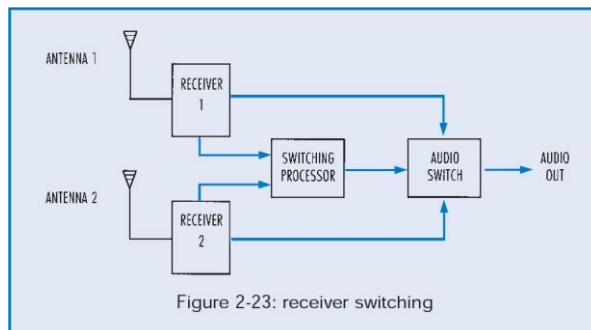 ANTENNA 1
RECEIVER
1
SWITCHING
PROCESSOR
AUDIO
SWITCH
AUDIO
OUT
ANTENNA 2
RECEIVER
2
Figure 2-23: receiver switching